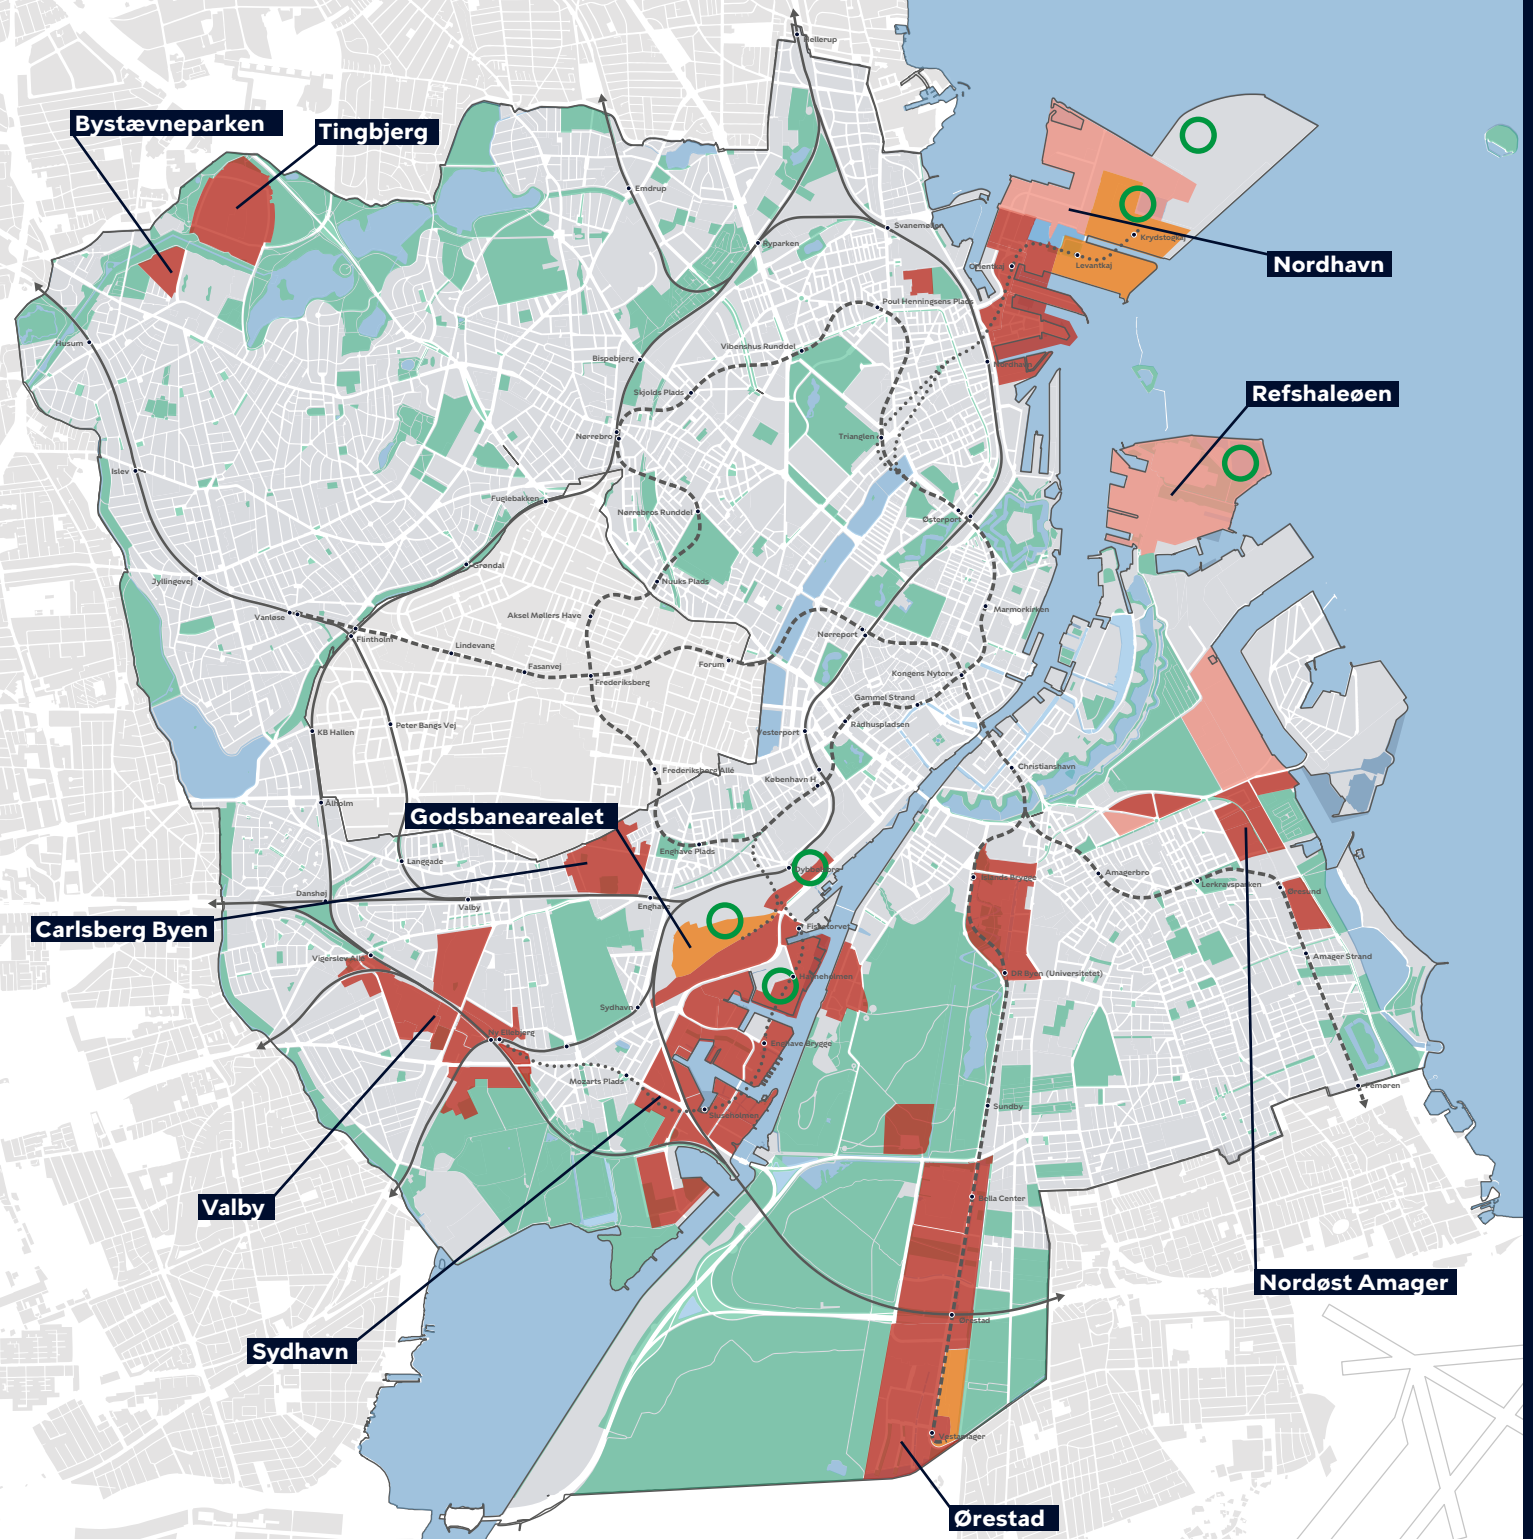 Hellerup
Bystævneparken
Tingbjerg
Emdrup
Svanemøllen
Krydstogkaj
Ryparken
Nordhavn
Orientkaj
Levantkaj
Poul Henningsens Plads
Husum
Vibenshus Runddel
Bispebjerg
Nordhavn
Skjolds Plads
Refshaleøen
Nørrebro
Trianglen
Islev
Fuglebakken
Nørrebros Runddel
Østerport
Grøndal
Jyllingevej
Nuuks Plads
Vanløse
Aksel Møllers Have
Marmorkirken
Flintholm
Lindevang
Nørreport
Fasanvej
Forum
Kongens Nytorv
Frederiksberg
Gammel Strand
Peter Bangs Vej
Rådhuspladsen
KB Hallen
Vesterport
Frederiksberg Allé
Christianshavn
København H
Ålholm
Godsbanearealet
Enghave Plads
Langgade
Dybbølsbro
Amagerbro
Islands Brygge
Lerkravsparken
Øresund
Danshøj
Valby
Enghave
Carlsberg Byen
Fisketorvet
Vigerslev Allé
Amager Strand
DR Byen (Universitetet)
Havneholmen
Sydhavn
Ny Ellebjerg
Enghave Brygge
Mozarts Plads
Femøren
Sundby
Sluseholmen
Valby
Bella Center
Nordøst Amager
Ørestad
Sydhavn
Vestamager
Ørestad